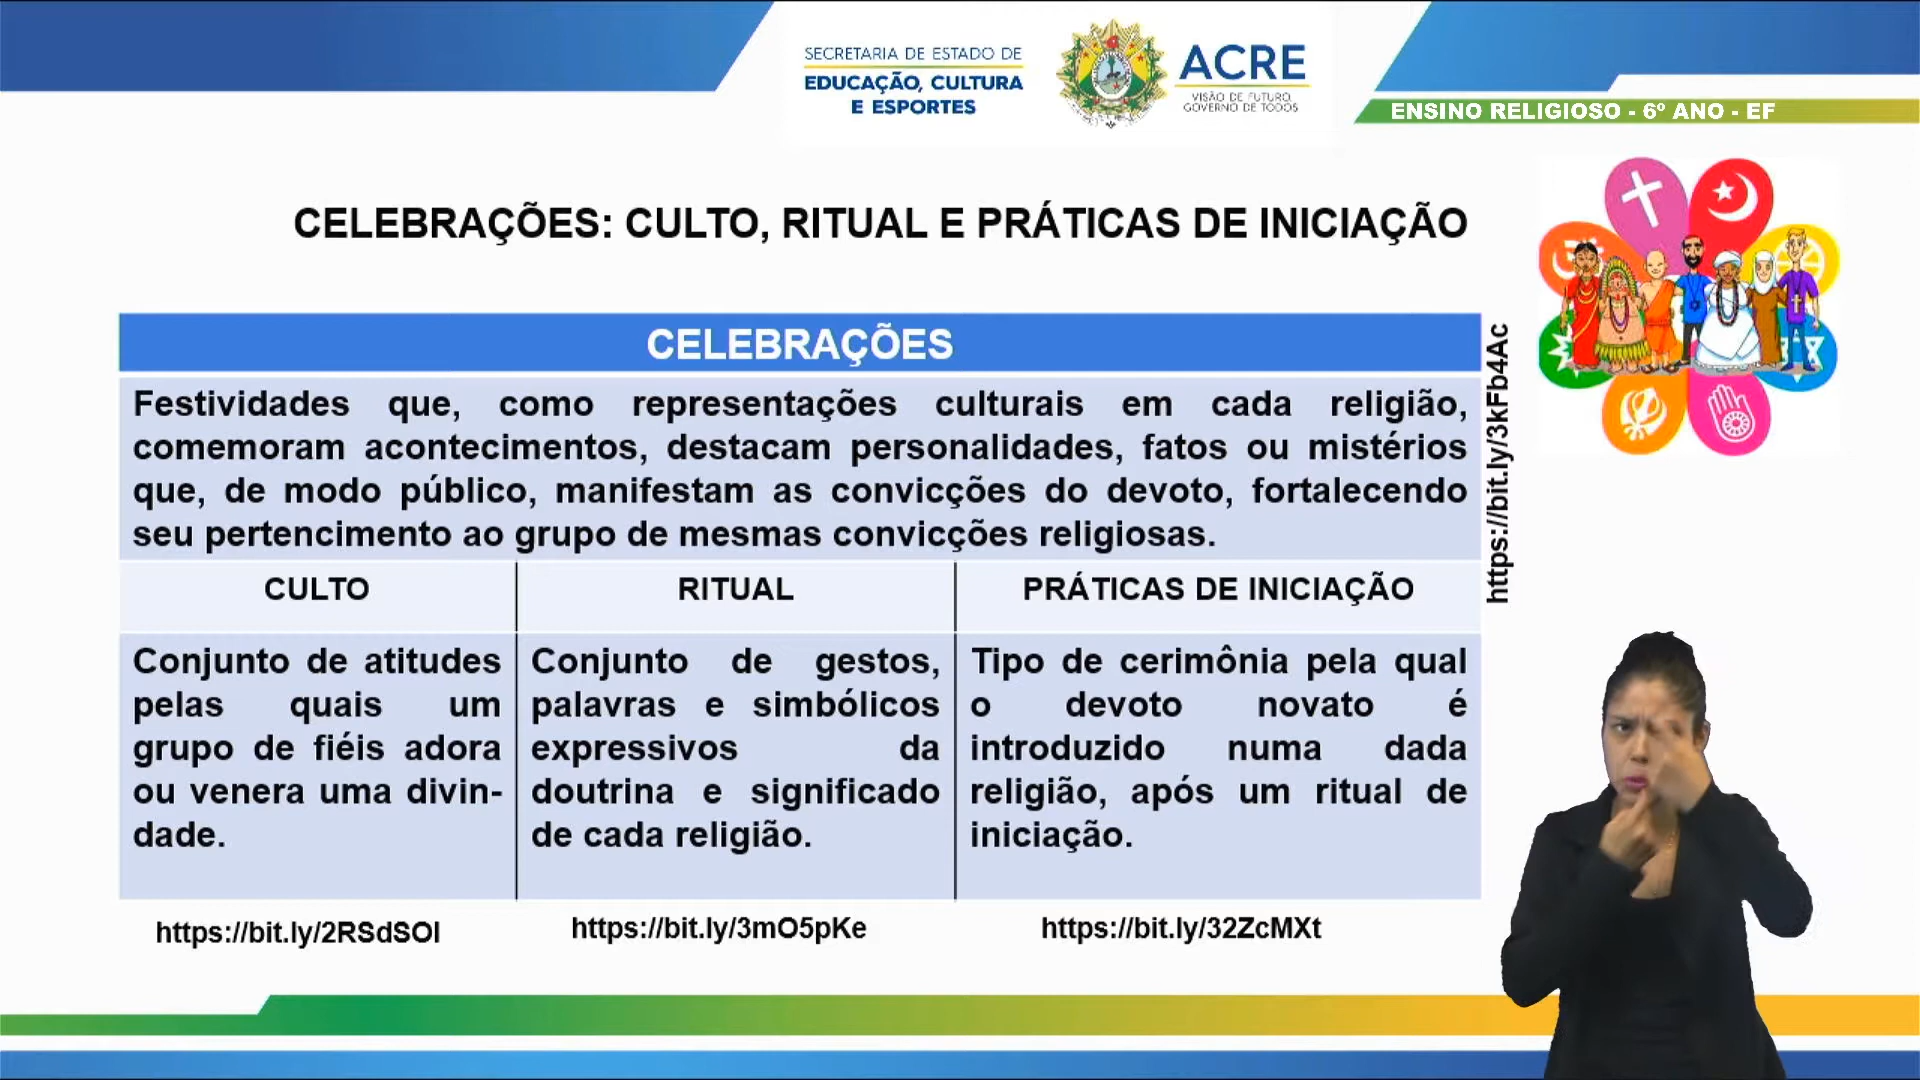 SECRETARIA DE ESTADO DE
EDUCAÇÃO, CULTURA
E ESPORTES
ACRE
VISÃO DE FUTURO,
GOVERNO DE TODOS
ENSINO RELIGIOSO - 6º ANO - EF
CELEBRAÇÕES: CULTO, RITUAL E PRÁTICAS DE INICIAÇÃO
https://bit.ly/3kFb4Ac
CELEBRAÇÕES
Festividades que, como representações culturais em cada religião,
comemoram acontecimentos, destacam personalidades, fatos ou mistérios
que, de modo público, manifestam as convicções do devoto, fortalecendo
seu pertencimento ao grupo de mesmas convicções religiosas.
CULTO
Conjunto de atitudes
pelas quais um
grupo de fiéis adora
ou venera uma divin-
dade.
https://bit.ly/2RSdSOI
RITUAL
Conjunto de gestos,
palavras e simbólicos
expressivos da
doutrina e significado
de cada religião.
https://bit.ly/3mO5pKe
PRÁTICAS DE INICIAÇÃO
Tipo de cerimônia pela qual
o devoto novato é
introduzido numa dada
religião, após um ritual de
iniciação.
https://bit.ly/32ZcMXt